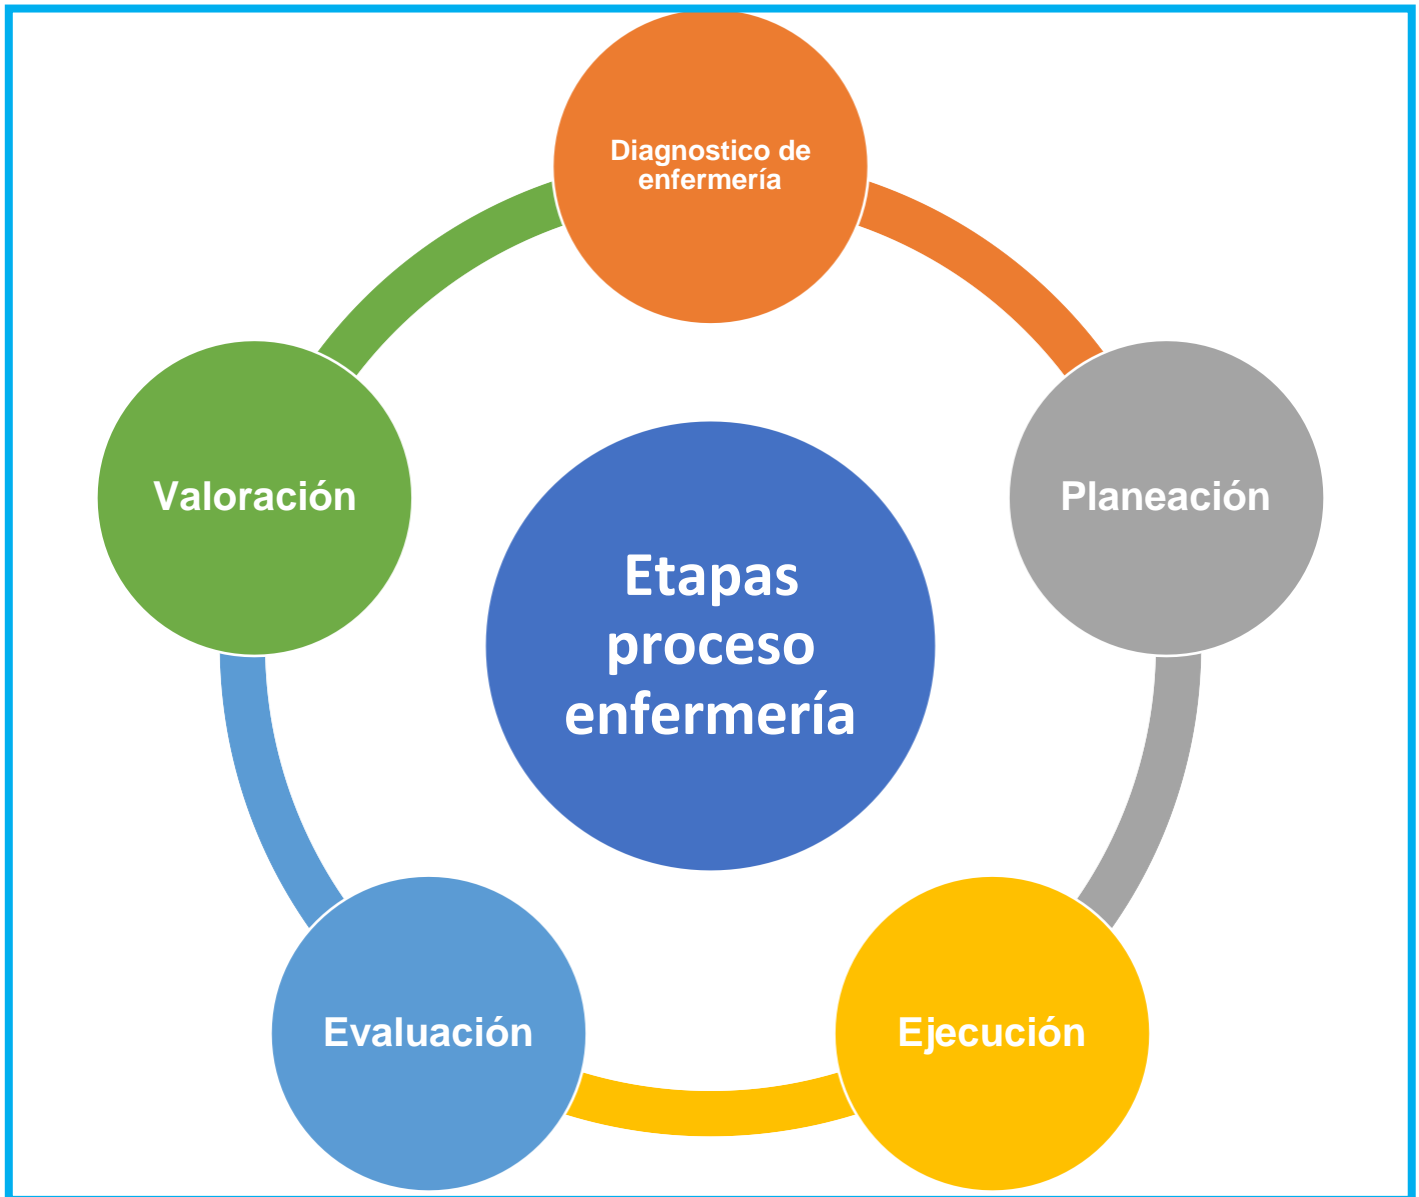 Diagnostico de
enfermería
Valoración
Planeación
Etapas
proceso
enfermería
Evaluación
Ejecución